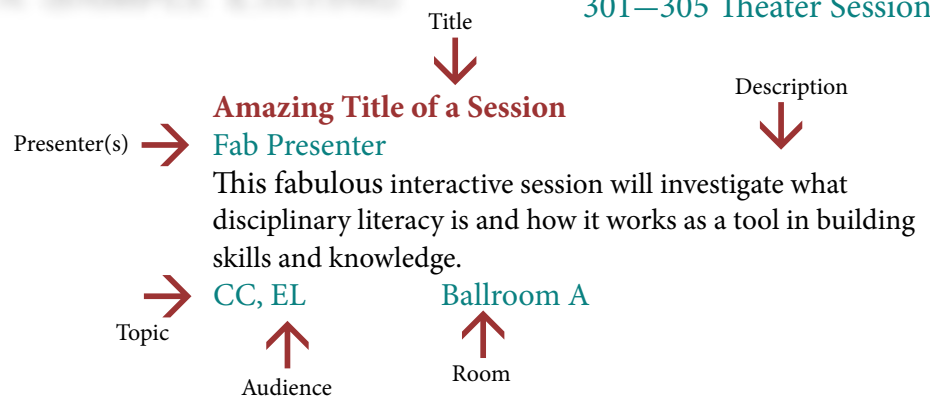 301—305 Theater Session
Title
Description
Amazing Title of a Session
Presenter(s)
Fab Presenter
This fabulous interactive session will investigate what
disciplinary literacy is and how it works as a tool in building
skills and knowledge.
CC, EL Ballroom A
Topic
Room
Audience